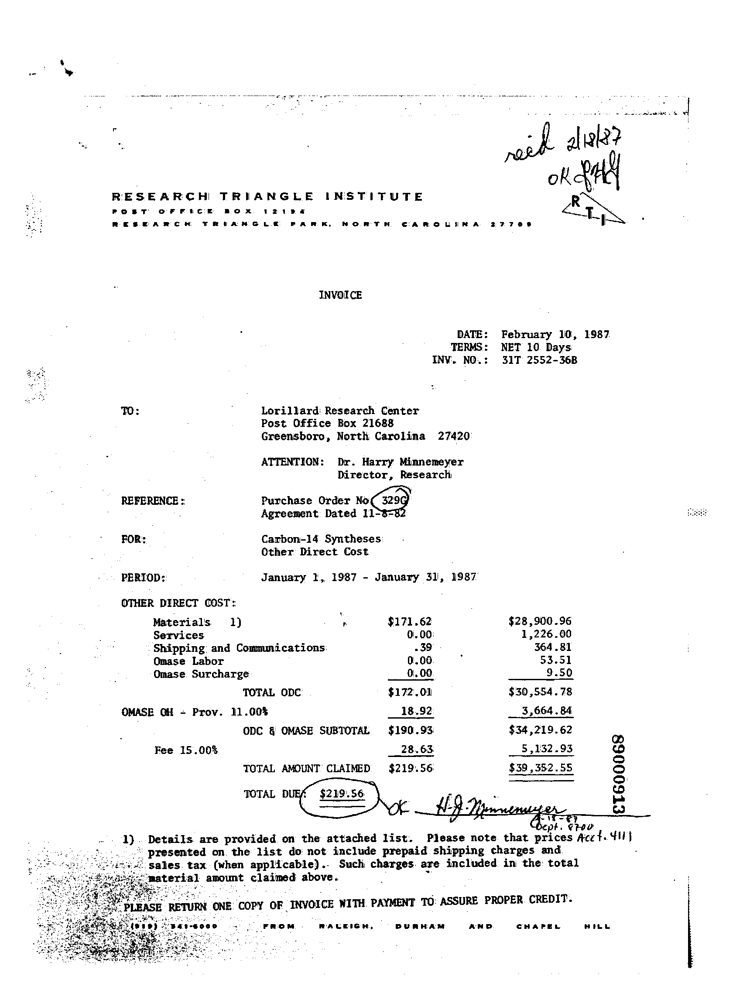 rec'd 2/18/87
OK
RESEARCH TRIANGLE INSTITUTE
POST OFFICE BOX 12194
RESEARCH TRIANGLE PARK, NORTH CAROLINA 27709
RTI
INVOICE
DATE: February 10, 1987
TERMS: NET 10 Days
INV. NO.: 31T 2552-36B
TO: Lorillard Research Center
Post Office Box 21688
Greensboro, North Carolina 27420
ATTENTION: Dr. Harry Minnemeyer
Director, Research
REFERENCE: Purchase Order No 329G
Agreement Dated 11-8-82
FOR: Carbon-14 Syntheses
Other Direct Cost
PERIOD: January 1, 1987 - January 31, 1987
OTHER DIRECT COST:
Materials 1) $171.62 $28,900.96
Services 0.00 1,226.00
Shipping and Communications .39 364.81
Omase Labor 0.00 53.51
Omase Surcharge 0.00 9.50
TOTAL ODC $172.01 $30,554.78
OMASE OH - Prov. 11.00% 18.92 3,664.84
ODC & OMASE SUBTOTAL $190.93 $34,219.62
Fee 15.00% 28.63 5,132.93
TOTAL AMOUNT CLAIMED $219.56 $39,352.55
TOTAL DUE: $219.56 OK H.J. Minnemeyer
Dept. 8700
Acct. 4111
89000913
1) Details are provided on the attached list. Please note that prices
presented on the list do not include prepaid shipping charges and
sales tax (when applicable). Such charges are included in the total
material amount claimed above.
PLEASE RETURN ONE COPY OF INVOICE WITH PAYMENT TO ASSURE PROPER CREDIT.
(919) 541-6000 FROM RALEIGH, DURHAM AND CHAPEL HILL